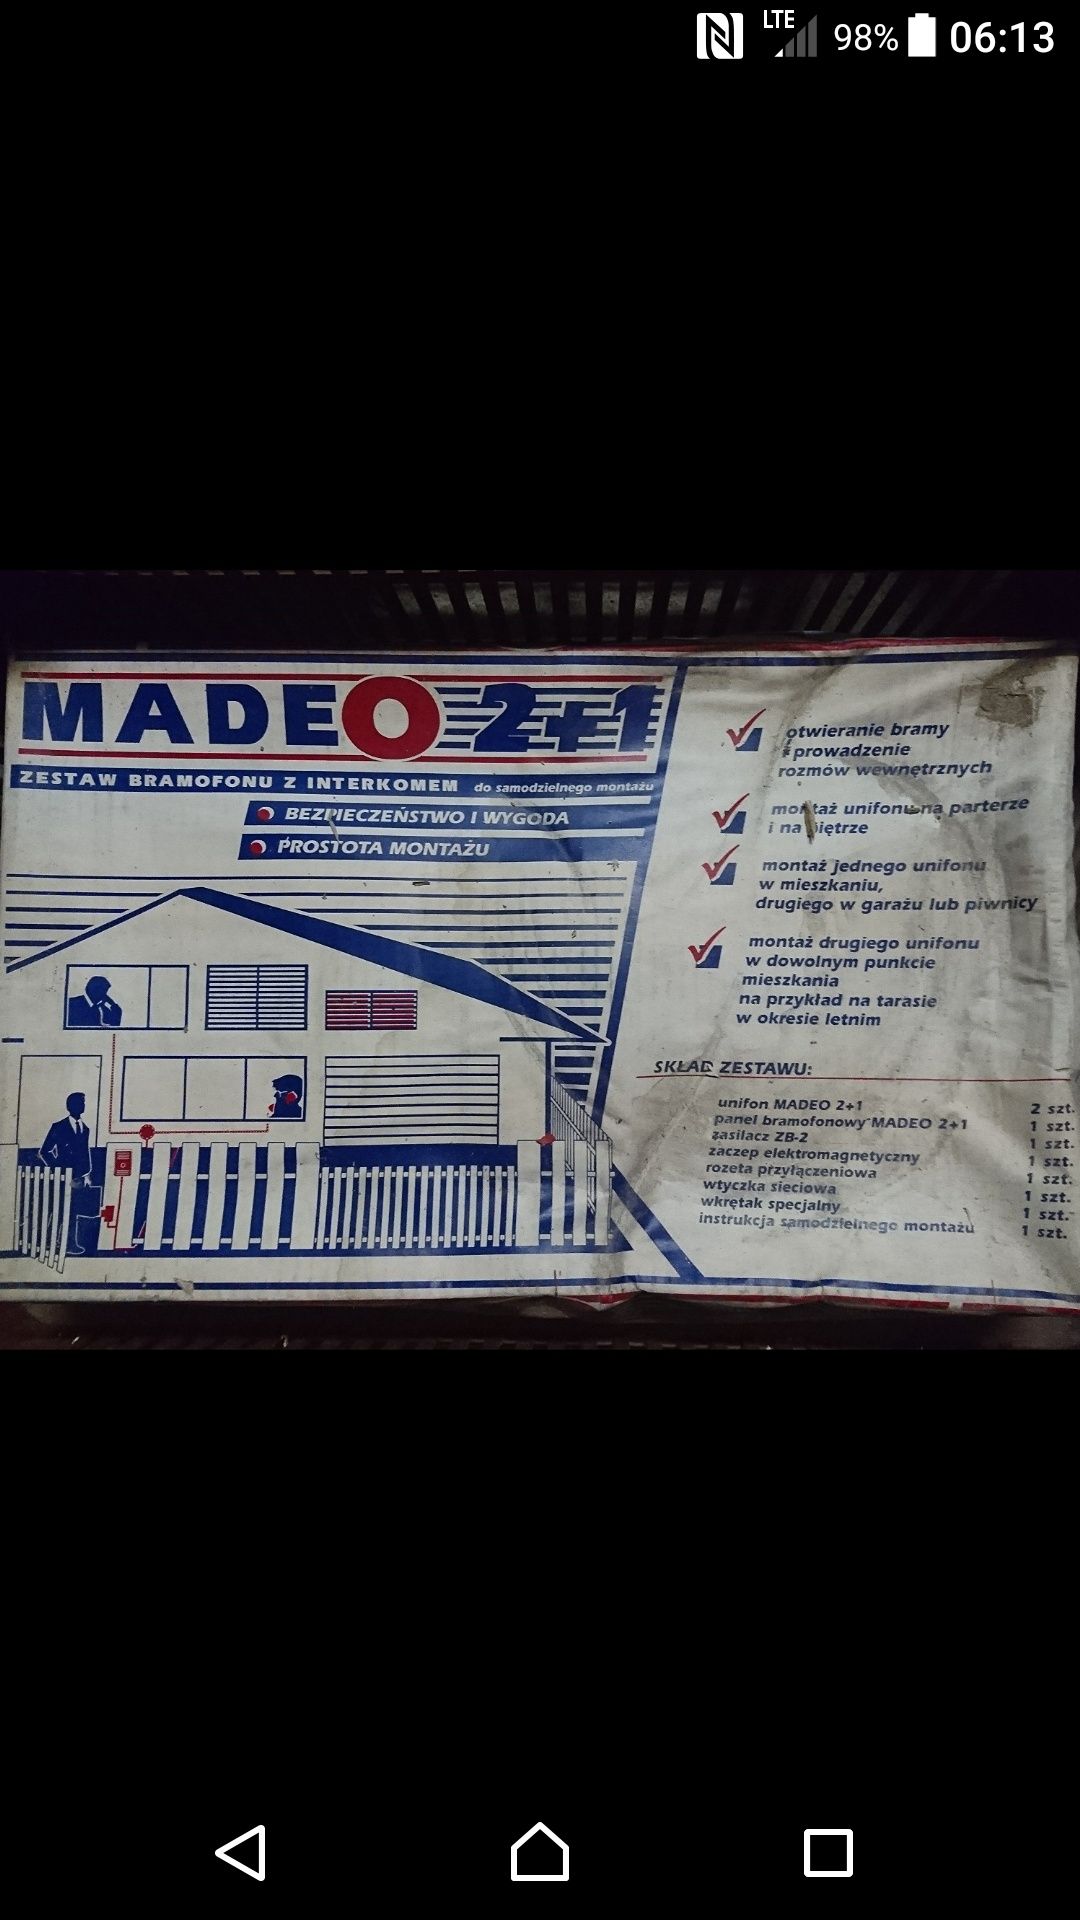 LTE 98% 06:13
MADEO 2+1
ZESTAW BRAMOFONU Z INTERKOMEM do samodzielnego montażu
BEZPIECZEŃSTWO I WYGODA
PROSTOTA MONTAŻU
otwieranie bramy
i prowadzenie
rozmów wewnętrznych
montaż unifonu na parterze
i na piętrze
montaż jednego unifonu
w mieszkaniu,
drugiego w garażu lub piwnicy
montaż drugiego unifonu
w dowolnym punkcie
mieszkania
na przykład na tarasie
w okresie letnim
SKŁAD ZESTAWU:
unifon MADEO 2+1 2 szt.
panel bramofonowy MADEO 2+1 1 szt.
zasilacz ZB-2 1 szt.
zaczep elektromagnetyczny 1 szt.
rozeta przyłączeniowa 1 szt.
wtyczka sieciowa 1 szt.
wkrętak specjalny 1 szt.
instrukcja samodzielnego montażu 1 szt.